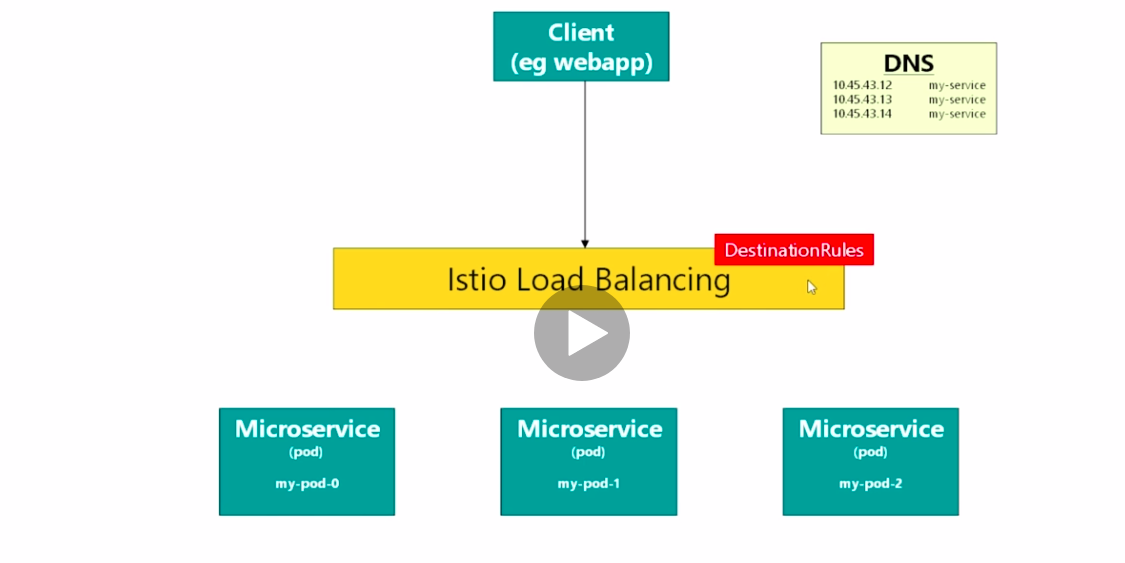 Client
(eg webapp)
DNS
10.45.43.12 my-service
10.45.43.13 my-service
10.45.43.14 my-service
DestinationRules
Istio Load Balancing
Microservice
(pod)
my-pod-0
Microservice
(pod)
my-pod-1
Microservice
(pod)
my-pod-2